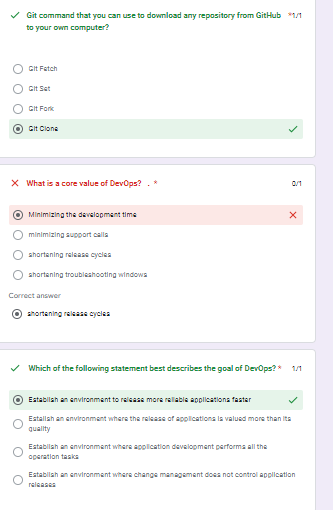 Git command that you can use to download any repository from GitHub *1/1
to your own computer?
Git Fetch
Git Set
Git Fork
Git Clone
What is a core value of DevOps? . * 0/1
Minimizing the development time
minimizing support calls
shortening release cycles
shortening troubleshooting windows
Correct answer
shortening release cycles
Which of the following statement best describes the goal of DevOps? * 1/1
Establish an environment to release more reliable applications faster
Establish an environment where the release of applications is valued more than its
quality
Establish an environment where application development performs all the
operation tasks
Establish an environment where change management does not control application
releases